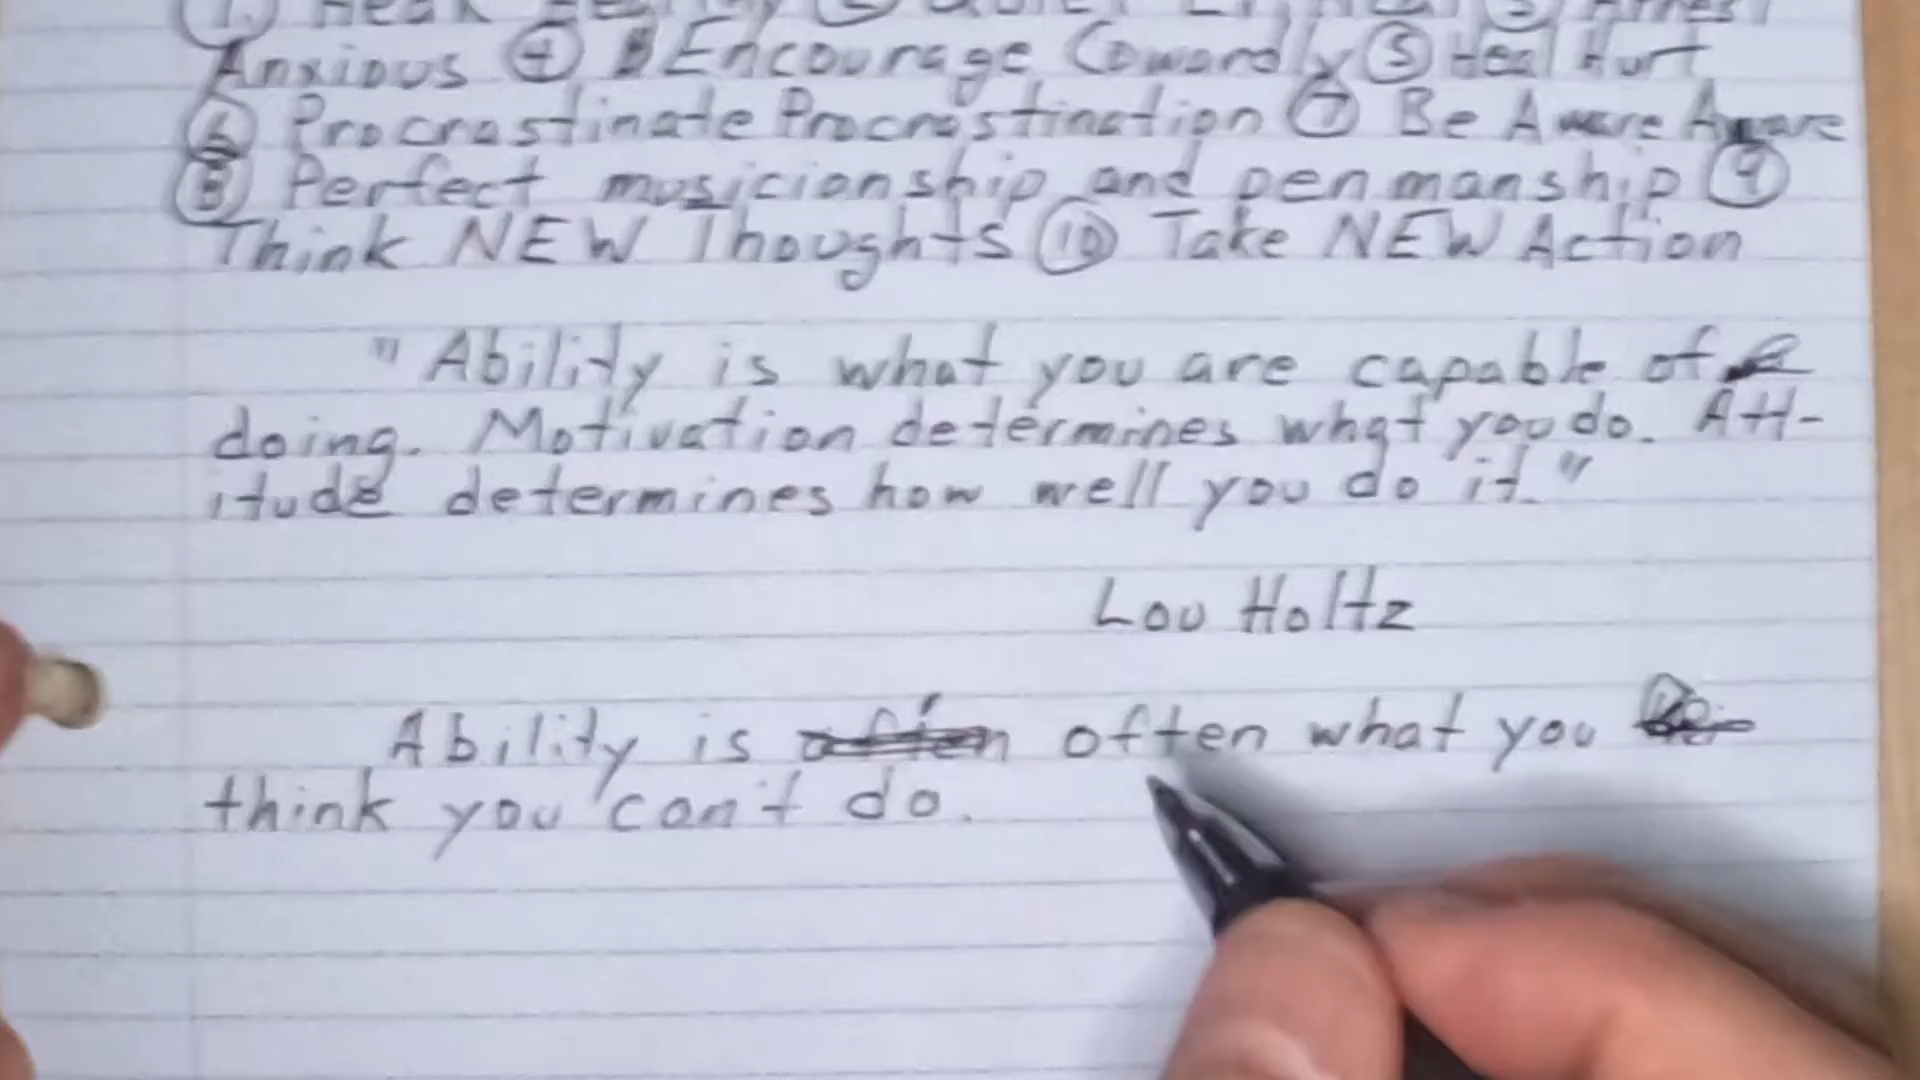 Anxious ④ Encourage Cowardly ⑤ Heal Hurt
⑥ Procrastinate Procrastination ⑦ Be Aware Aware
⑧ Perfect musicianship and penmanship ⑨
Think NEW Thoughts ⑩ Take NEW Action
"Ability is what you are capable of
doing. Motivation determines what you do. Att-
itude determines how well you do it."
Lou Holtz
Ability is often often what you
think you can't do.